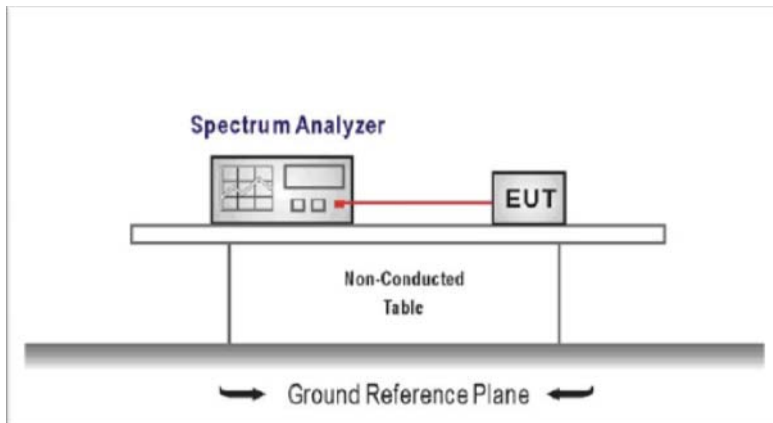 Spectrum Analyzer
EUT
Non-Conducted
Table
Ground Reference Plane